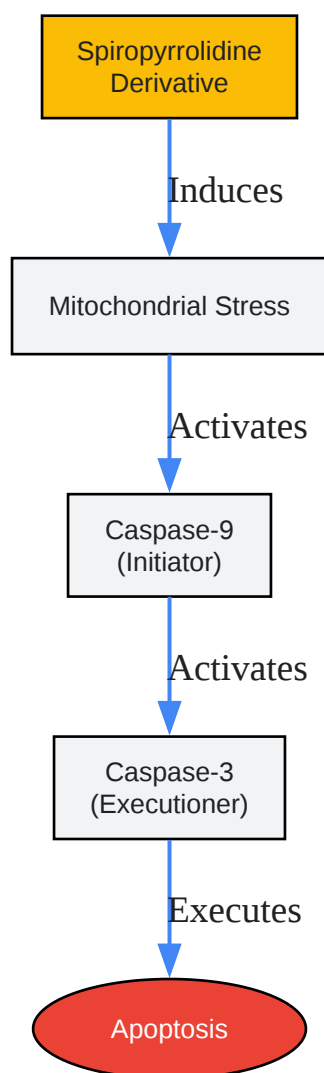 Spiropyrrolidine
Derivative
Induces
Mitochondrial Stress
Activates
Caspase-9
(Initiator)
Activates
Caspase-3
(Executioner)
Executes
Apoptosis